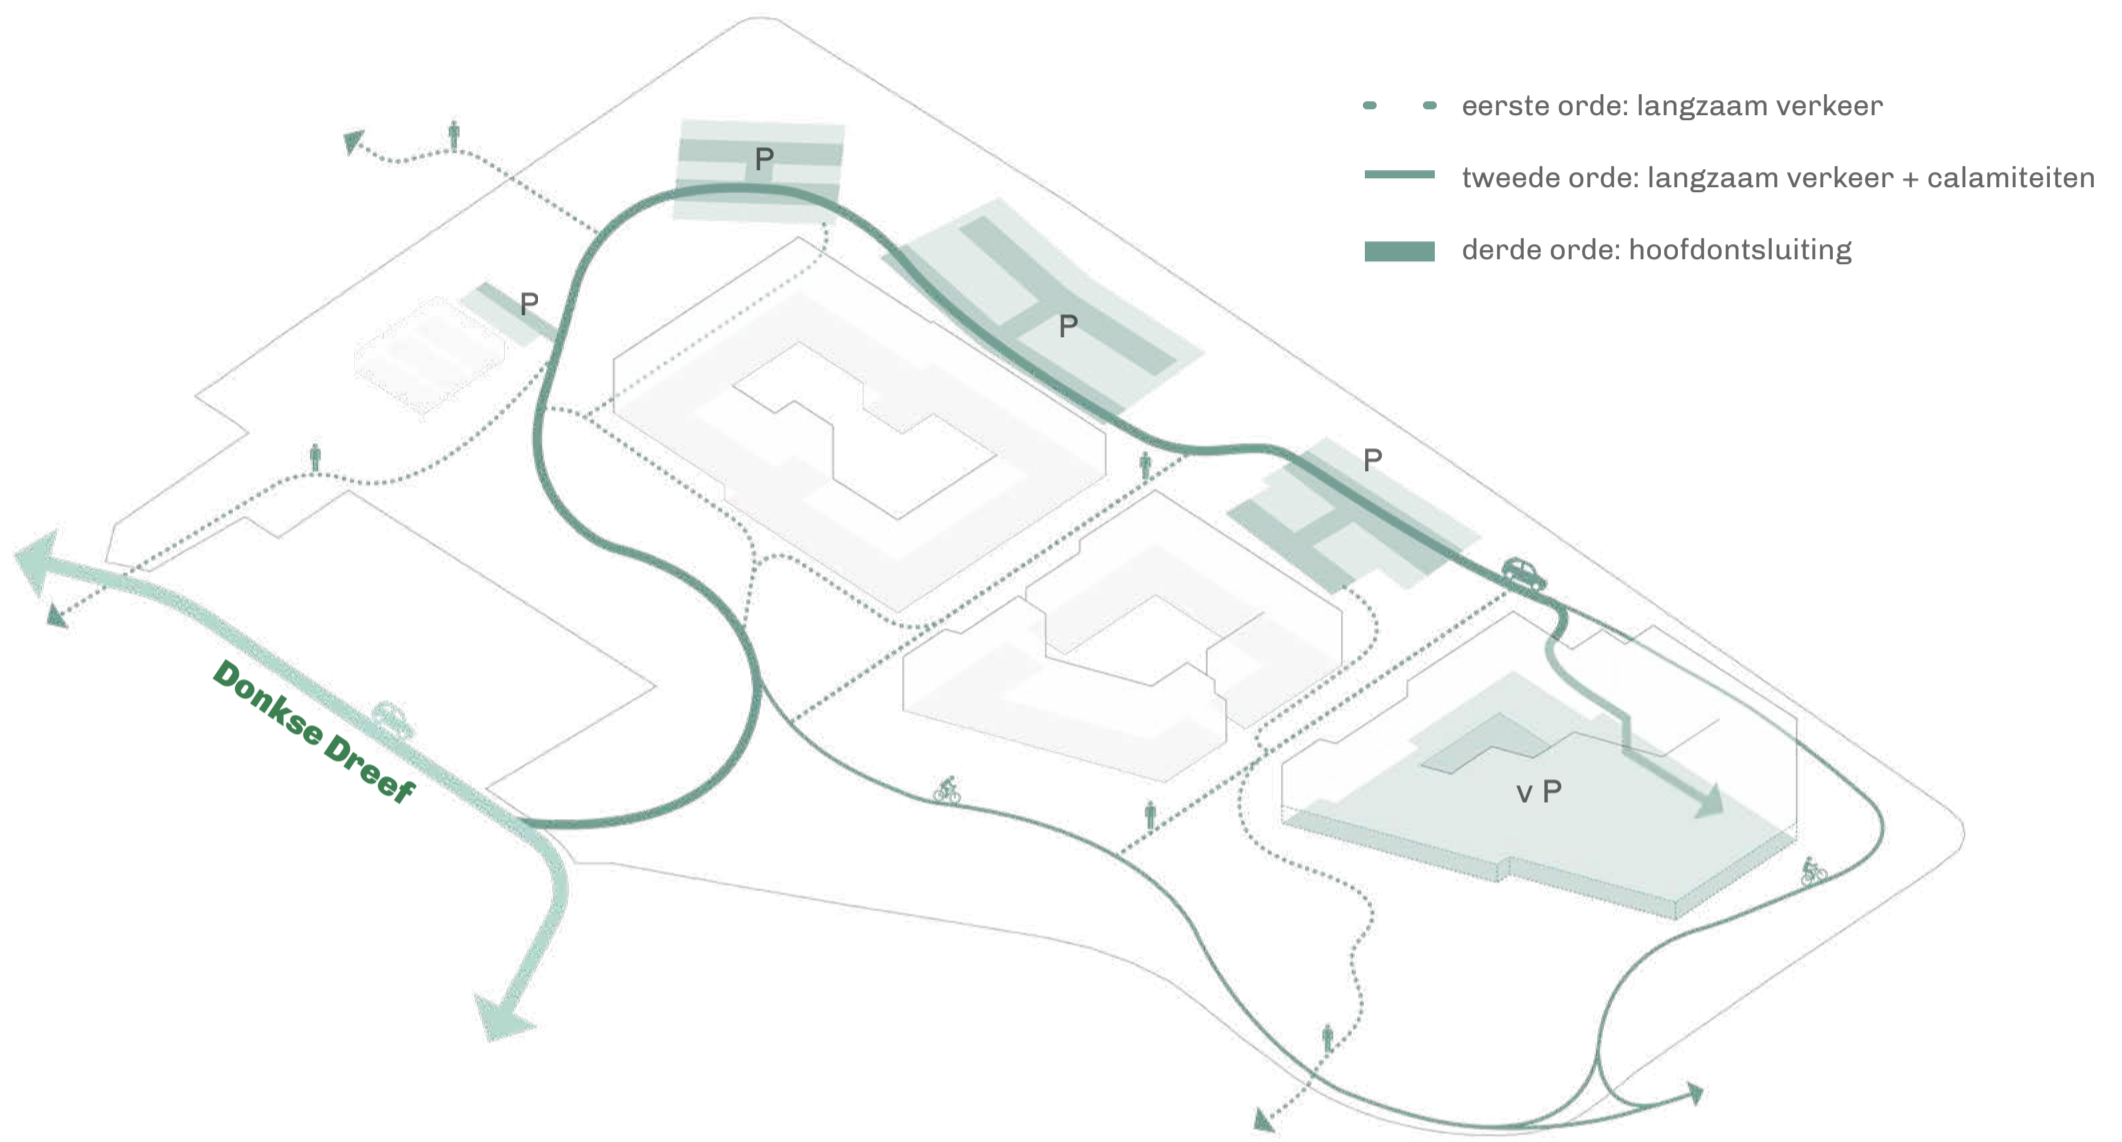 eerste orde: langzaam verkeer
tweede orde: langzaam verkeer + calamiteiten
derde orde: hoofdontsluiting
P
P
P
P
Donkse Dreef
v P